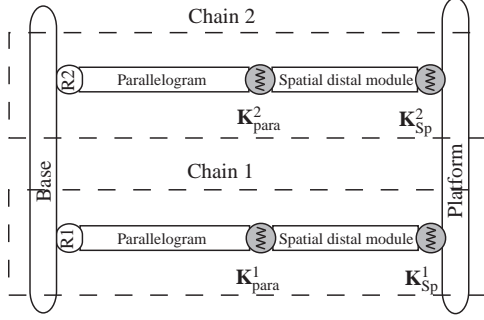 Chain 2
R2
Parallelogram
Spatial distal module
K²para
K²Sp
Base
Platform
Chain 1
R1
Parallelogram
Spatial distal module
K¹para
K¹Sp